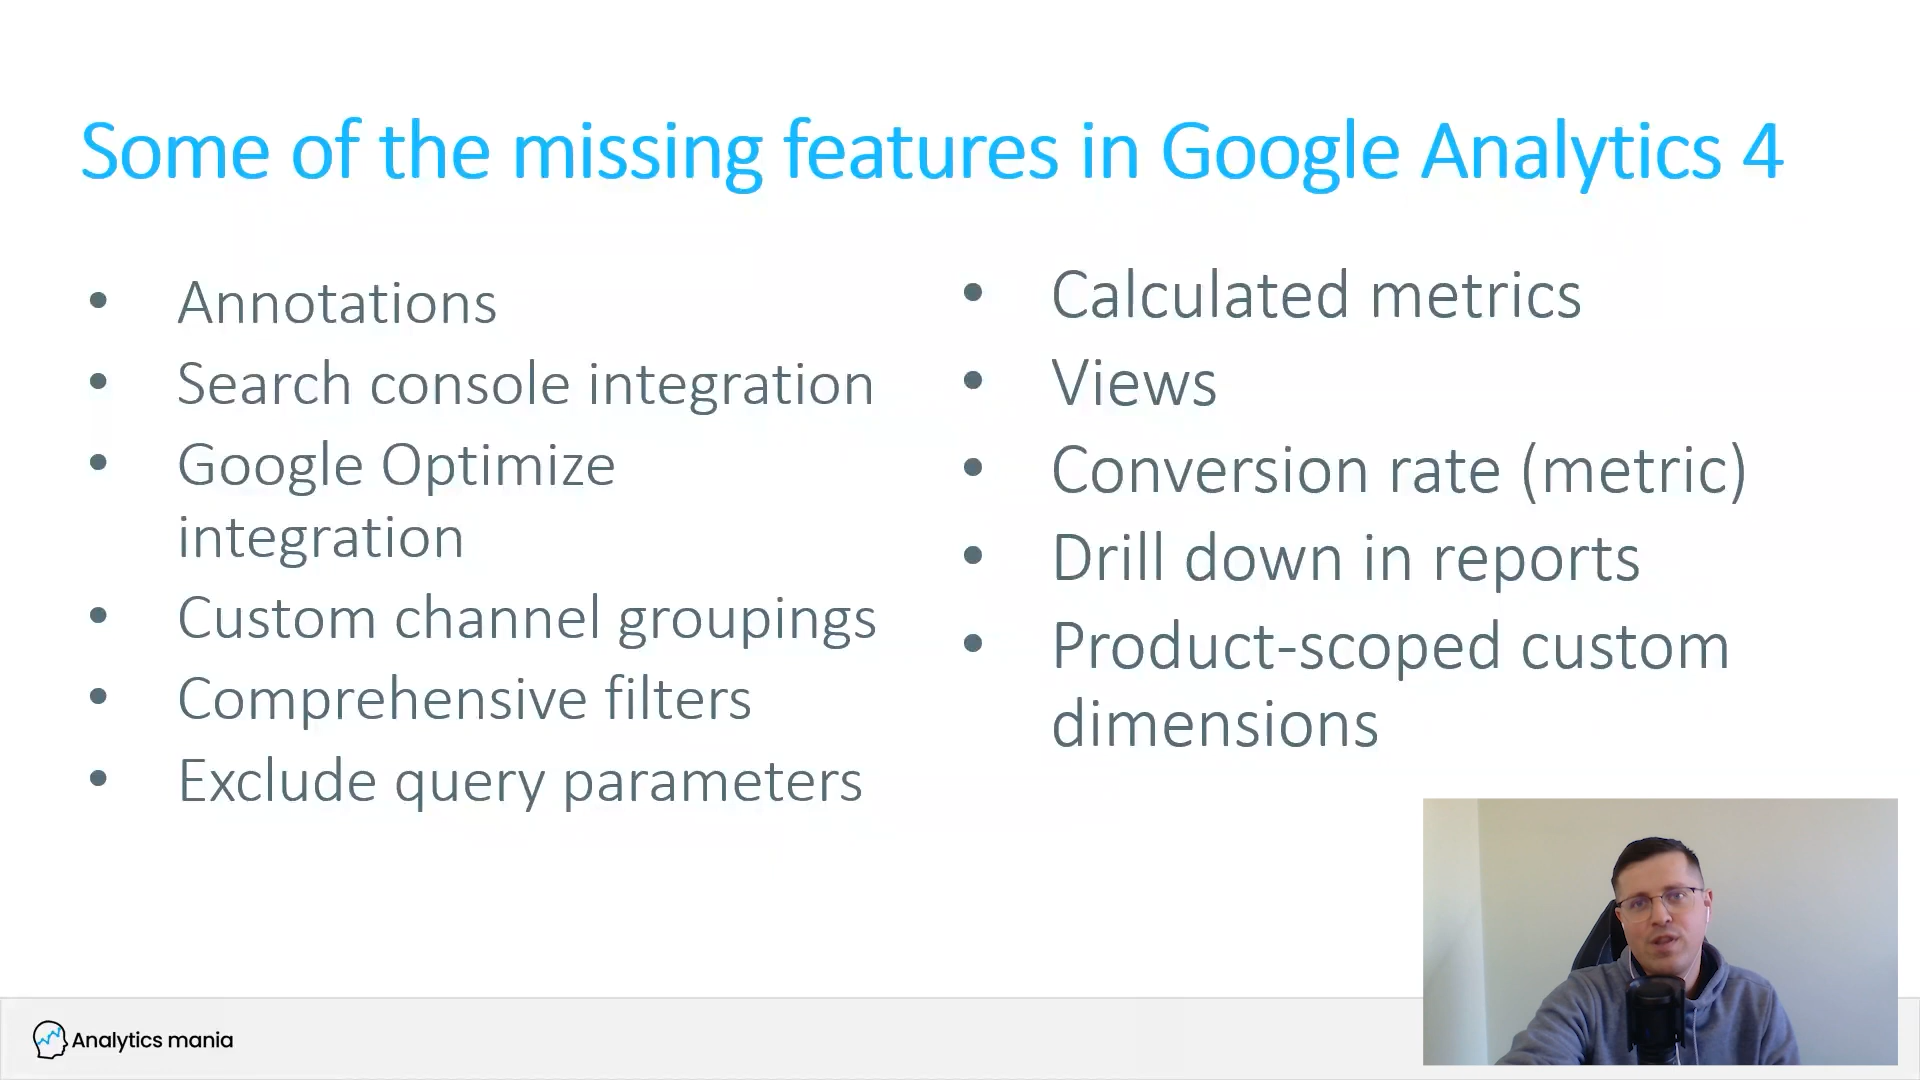 Some of the missing features in Google Analytics 4
• Annotations
• Search console integration
• Google Optimize
integration
• Custom channel groupings
• Comprehensive filters
• Exclude query parameters
• Calculated metrics
• Views
• Conversion rate (metric)
• Drill down in reports
• Product-scoped custom
dimensions
Analytics mania